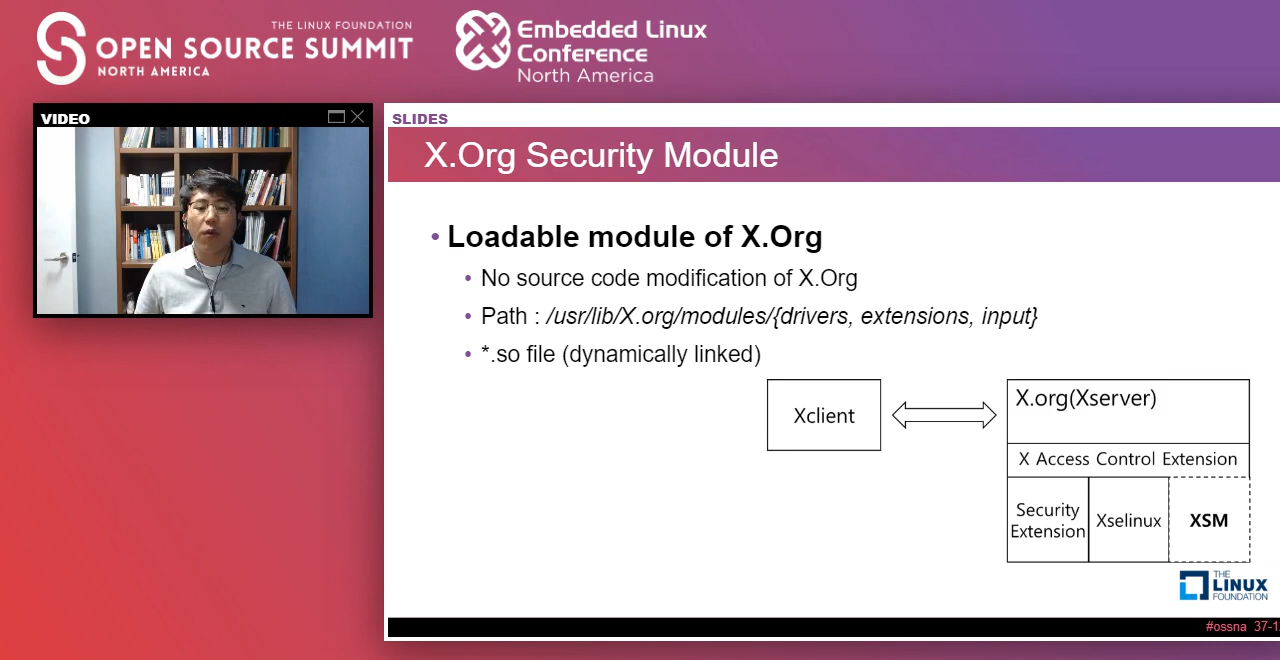 THE LINUX FOUNDATION
OPEN SOURCE SUMMIT
NORTH AMERICA
Embedded Linux
Conference
North America
VIDEO
SLIDES
X.Org Security Module
• Loadable module of X.Org
• No source code modification of X.Org
• Path : /usr/lib/X.org/modules/{drivers, extensions, input}
• *.so file (dynamically linked)
Xclient
X.org(Xserver)
X Access Control Extension
Security
Extension
Xselinux
XSM
THE
LINUX
FOUNDATION
#ossna 37-1